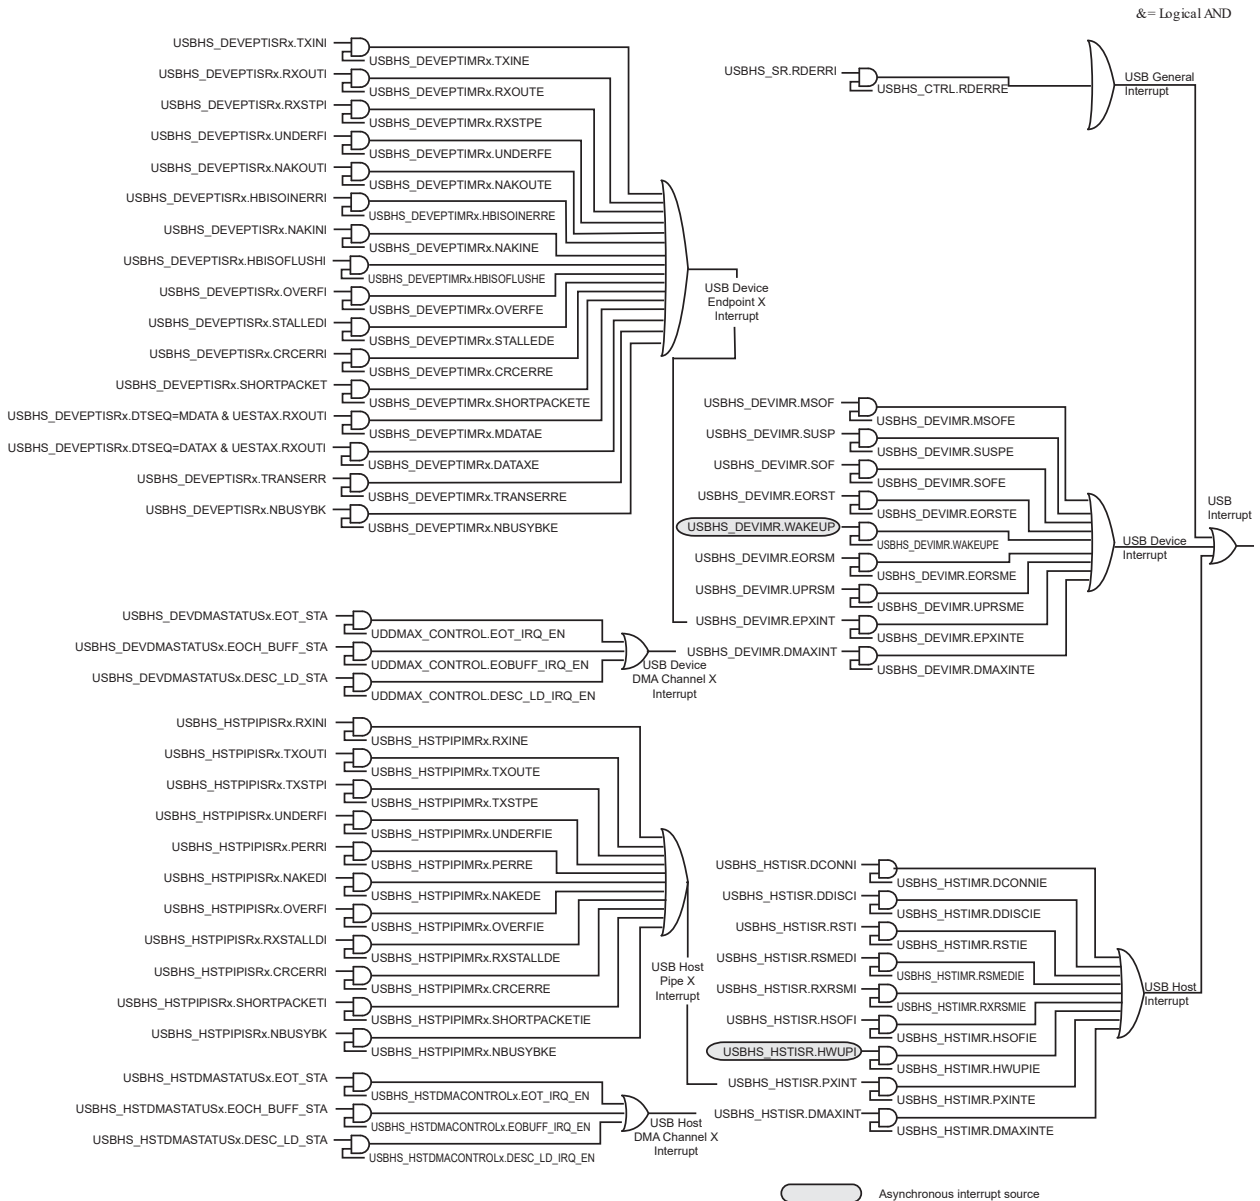 &= Logical AND
USBHS_DEVEPTISRx.TXINI
USBHS_DEVEPTIMRx.TXINE
USBHS_DEVEPTISRx.RXOUTI
USBHS_DEVEPTIMRx.RXOUTE
USBHS_DEVEPTISRx.RXSTPI
USBHS_DEVEPTIMRx.RXSTPE
USBHS_DEVEPTISRx.UNDERFI
USBHS_DEVEPTIMRx.UNDERFE
USBHS_DEVEPTISRx.NAKOUTI
USBHS_DEVEPTIMRx.NAKOUTE
USBHS_DEVEPTISRx.HBISOINERRI
USBHS_DEVEPTIMRx.HBISOINERRE
USBHS_DEVEPTISRx.NAKINI
USBHS_DEVEPTIMRx.NAKINE
USBHS_DEVEPTISRx.HBISOFLUSHI
USBHS_DEVEPTIMRx.HBISOFLUSHE
USBHS_DEVEPTISRx.OVERFI
USBHS_DEVEPTIMRx.OVERFE
USBHS_DEVEPTISRx.STALLEDI
USBHS_DEVEPTIMRx.STALLEDE
USBHS_DEVEPTISRx.CRCERRI
USBHS_DEVEPTIMRx.CRCERRE
USBHS_DEVEPTISRx.SHORTPACKET
USBHS_DEVEPTIMRx.SHORTPACKETE
USBHS_DEVEPTISRx.DTSEQ=MDATA & UESTAX.RXOUTI
USBHS_DEVEPTIMRx.MDATAE
USBHS_DEVEPTISRx.DTSEQ=DATAX & UESTAX.RXOUTI
USBHS_DEVEPTIMRx.DATAXE
USBHS_DEVEPTISRx.TRANSERR
USBHS_DEVEPTIMRx.TRANSERRE
USBHS_DEVEPTISRx.NBUSYBK
USBHS_DEVEPTIMRx.NBUSYBKE
USB Device
Endpoint X
Interrupt
USBHS_SR.RDERRI
USBHS_CTRL.RDERRE
USB General
Interrupt
USBHS_DEVIMR.MSOF
USBHS_DEVIMR.MSOFE
USBHS_DEVIMR.SUSP
USBHS_DEVIMR.SUSPE
USBHS_DEVIMR.SOF
USBHS_DEVIMR.SOFE
USBHS_DEVIMR.EORST
USBHS_DEVIMR.EORSTE
USBHS_DEVIMR.WAKEUP
USBHS_DEVIMR.WAKEUPE
USBHS_DEVIMR.EORSM
USBHS_DEVIMR.EORSME
USBHS_DEVIMR.UPRSM
USBHS_DEVIMR.UPRSME
USBHS_DEVIMR.EPXINT
USBHS_DEVIMR.EPXINTE
USBHS_DEVIMR.DMAXINT
USBHS_DEVIMR.DMAXINTE
USB Device
Interrupt
USB
Interrupt
USBHS_DEVDMASTATUSx.EOT_STA
UDDMAX_CONTROL.EOT_IRQ_EN
USBHS_DEVDMASTATUSx.EOCH_BUFF_STA
UDDMAX_CONTROL.EOBUFF_IRQ_EN
USBHS_DEVDMASTATUSx.DESC_LD_STA
UDDMAX_CONTROL.DESC_LD_IRQ_EN
USB Device
DMA Channel X
Interrupt
USBHS_HSTPIPISRx.RXINI
USBHS_HSTPIPIMRx.RXINE
USBHS_HSTPIPISRx.TXOUTI
USBHS_HSTPIPIMRx.TXOUTE
USBHS_HSTPIPISRx.TXSTPI
USBHS_HSTPIPIMRx.TXSTPE
USBHS_HSTPIPISRx.UNDERFI
USBHS_HSTPIPIMRx.UNDERFIE
USBHS_HSTPIPISRx.PERRI
USBHS_HSTPIPIMRx.PERRE
USBHS_HSTPIPISRx.NAKEDI
USBHS_HSTPIPIMRx.NAKEDE
USBHS_HSTPIPISRx.OVERFI
USBHS_HSTPIPIMRx.OVERFIE
USBHS_HSTPIPISRx.RXSTALLDI
USBHS_HSTPIPIMRx.RXSTALLDE
USBHS_HSTPIPISRx.CRCERRI
USBHS_HSTPIPIMRx.CRCERRE
USBHS_HSTPIPISRx.SHORTPACKETI
USBHS_HSTPIPIMRx.SHORTPACKETIE
USBHS_HSTPIPISRx.NBUSYBK
USBHS_HSTPIPIMRx.NBUSYBKE
USB Host
Pipe X
Interrupt
USBHS_HSTISR.DCONNI
USBHS_HSTIMR.DCONNIE
USBHS_HSTISR.DDISCI
USBHS_HSTIMR.DDISCIE
USBHS_HSTISR.RSTI
USBHS_HSTIMR.RSTIE
USBHS_HSTISR.RSMEDI
USBHS_HSTIMR.RSMEDIE
USBHS_HSTISR.RXRSMI
USBHS_HSTIMR.RXRSMIE
USBHS_HSTISR.HSOFI
USBHS_HSTIMR.HSOFIE
USBHS_HSTISR.HWUPI
USBHS_HSTIMR.HWUPIE
USBHS_HSTISR.PXINT
USBHS_HSTIMR.PXINTE
USBHS_HSTISR.DMAXINT
USBHS_HSTIMR.DMAXINTE
USB Host
Interrupt
USBHS_HSTDMASTATUSx.EOT_STA
USBHS_HSTDMACONTROLx.EOT_IRQ_EN
USBHS_HSTDMASTATUSx.EOCH_BUFF_STA
USBHS_HSTDMACONTROLx.EOBUFF_IRQ_EN
USBHS_HSTDMASTATUSx.DESC_LD_STA
USBHS_HSTDMACONTROLx.DESC_LD_IRQ_EN
USB Host
DMA Channel X
Interrupt
Asynchronous interrupt source